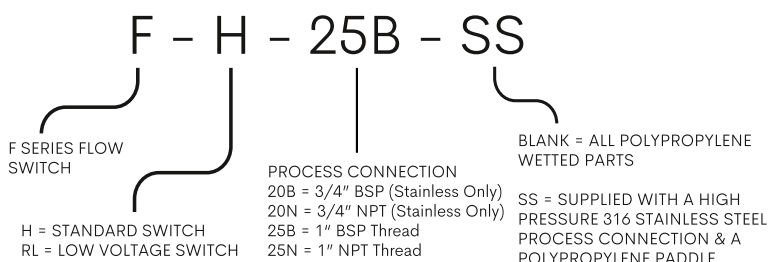 F - H - 25B - SS
F SERIES FLOW
SWITCH
H = STANDARD SWITCH
RL = LOW VOLTAGE SWITCH
PROCESS CONNECTION
20B = 3/4" BSP (Stainless Only)
20N = 3/4" NPT (Stainless Only)
25B = 1" BSP Thread
25N = 1" NPT Thread
BLANK = ALL POLYPROPYLENE
WETTED PARTS
SS = SUPPLIED WITH A HIGH
PRESSURE 316 STAINLESS STEEL
PROCESS CONNECTION & A
POLYPROPYLENE PADDLE